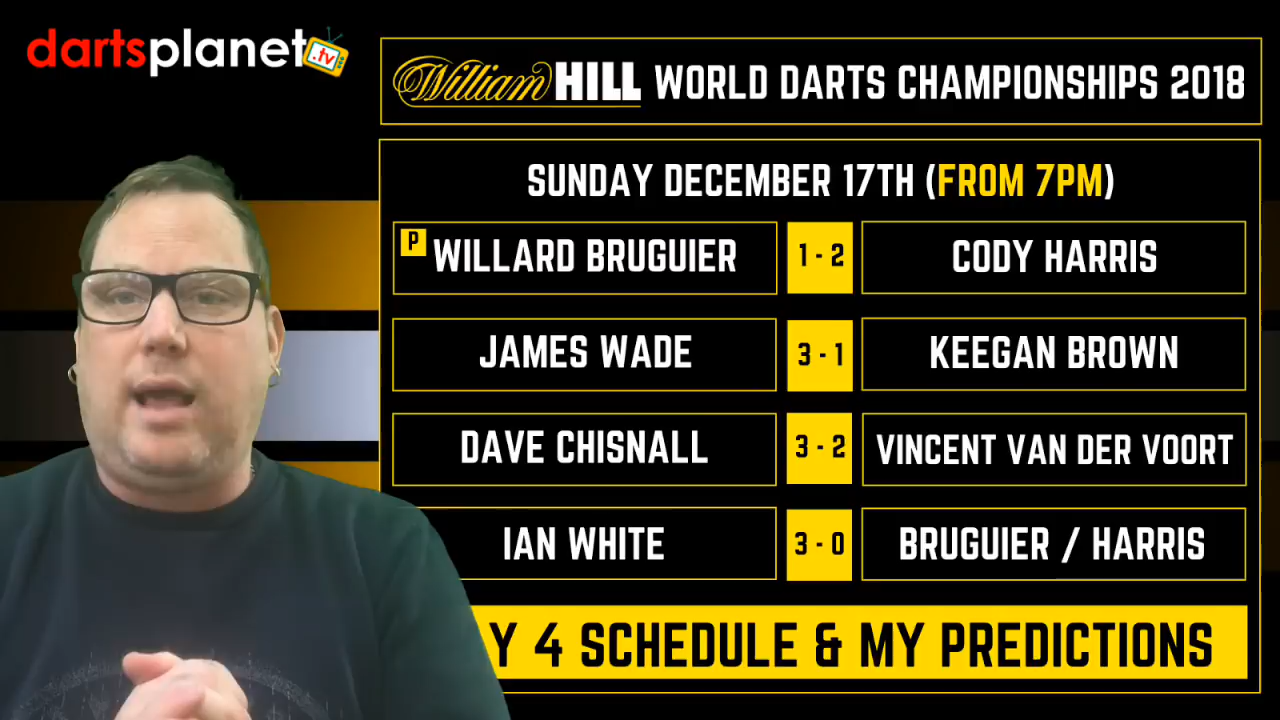 dartsplanet.tv
William HILL WORLD DARTS CHAMPIONSHIPS 2018
SUNDAY DECEMBER 17TH (FROM 7PM)
P WILLARD BRUGUIER 1 - 2 CODY HARRIS
JAMES WADE 3 - 1 KEEGAN BROWN
DAVE CHISNALL 3 - 2 VINCENT VAN DER VOORT
IAN WHITE 3 - 0 BRUGUIER / HARRIS
Y 4 SCHEDULE & MY PREDICTIONS